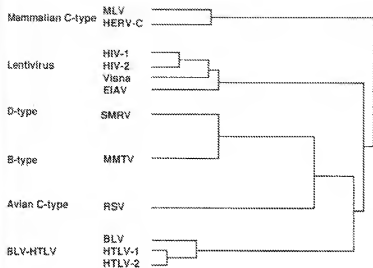 Mammalian C-type
MLV
HERV-C
Lentivirus
HIV-1
HIV-2
Visna
EIAV
D-type
SMRV
B-type
MMTV
Avian C-type
RSV
BLV-HTLV
BLV
HTLV-1
HTLV-2